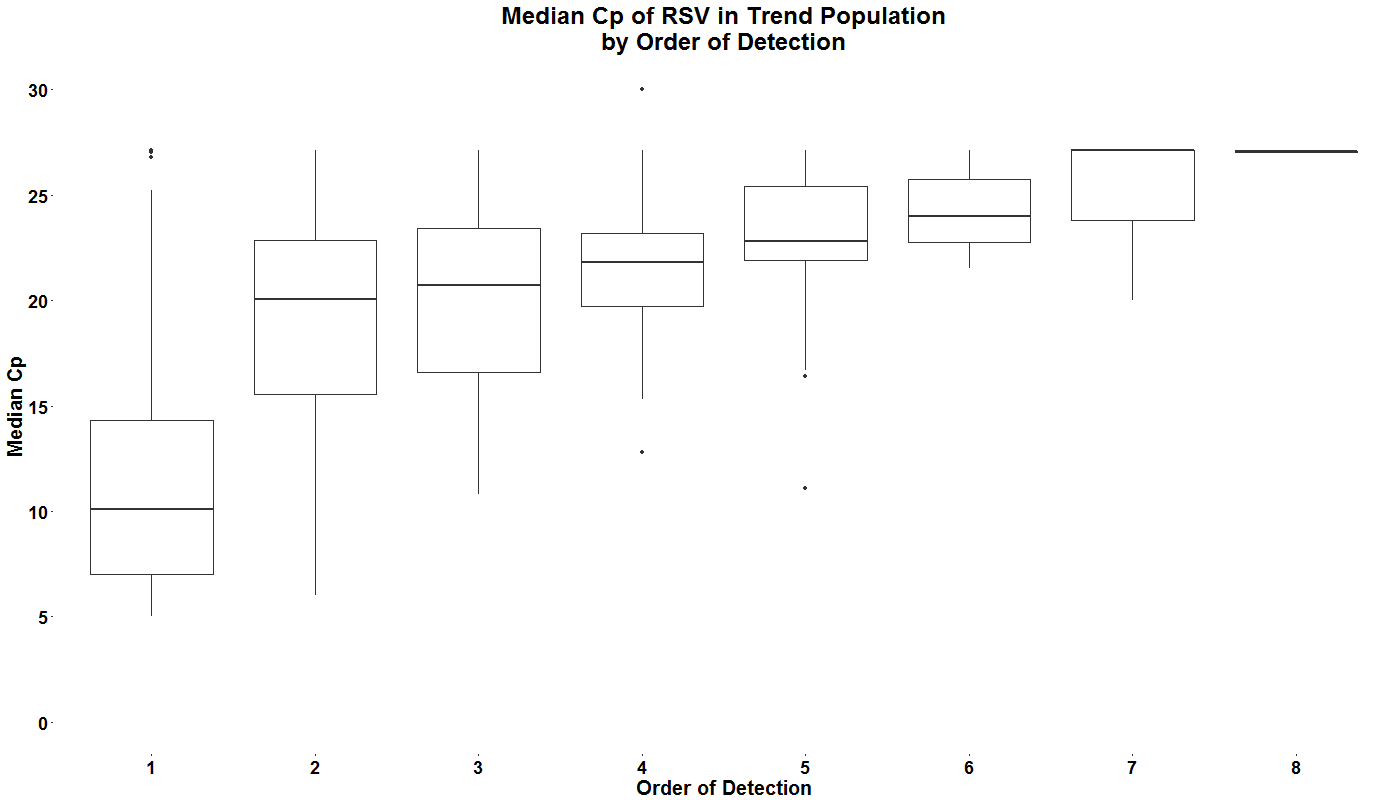 Median Cp of RSV in Trend Population
by Order of Detection
Median Cp
30
25
20
15
10
5
0
1 2 3 4 5 6 7 8
Order of Detection